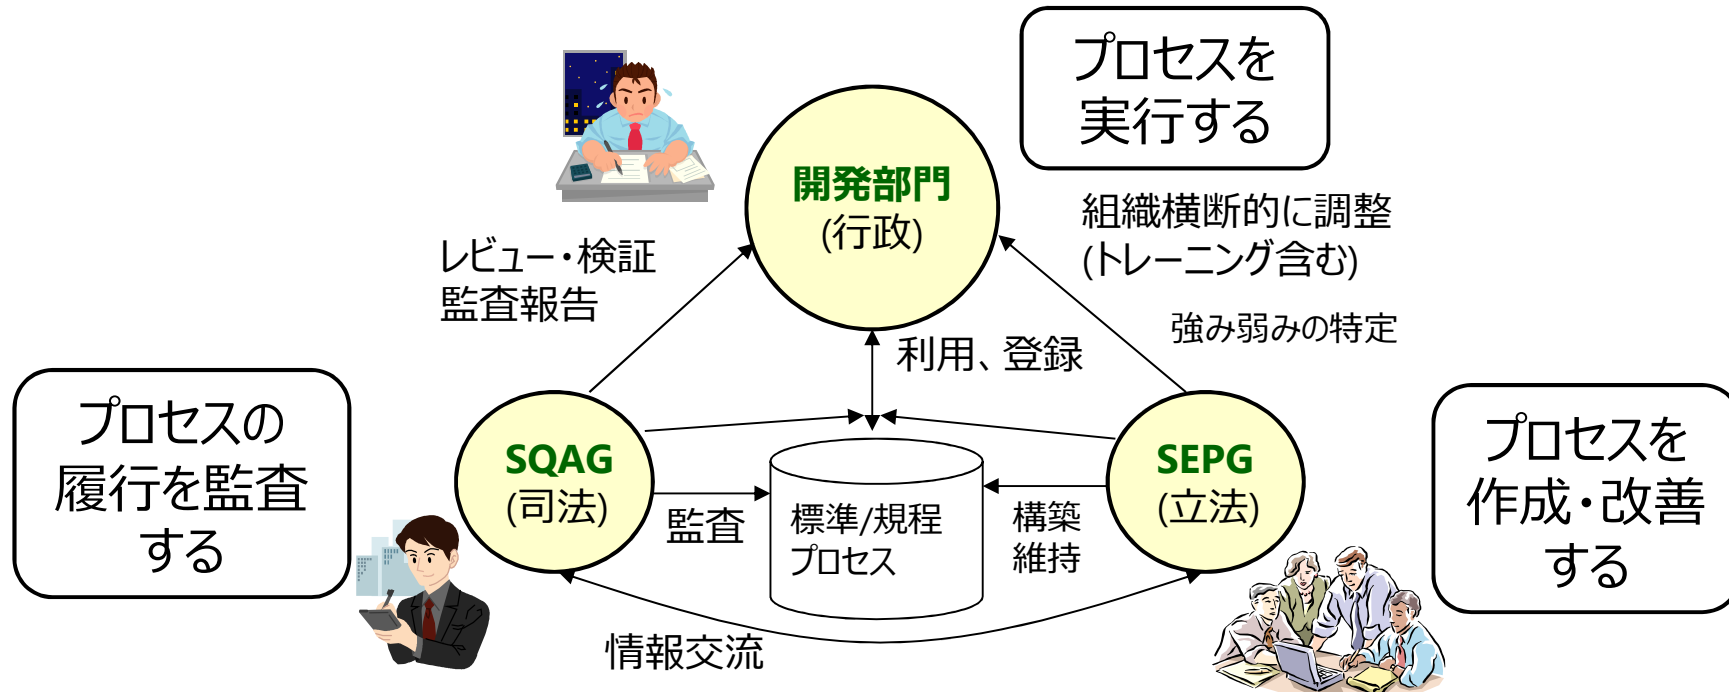 プロセスを
実行する
開発部門
(行政)
組織横断的に調整
(トレーニング含む)
レビュー・検証
監査報告
強み弱みの特定
利用、登録
プロセスの
履行を監査
する
SQAG
(司法)
監査
標準/規程
プロセス
構築
維持
SEPG
(立法)
プロセスを
作成・改善
する
情報交流